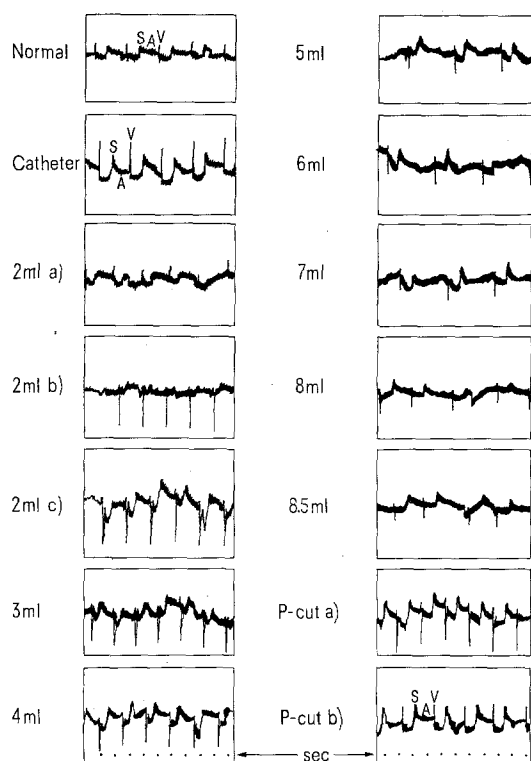 Normal
S A V
Catheter
S V
A
2ml a)
2ml b)
2ml c)
3ml
4ml
5ml
6ml
7ml
8ml
8.5ml
P-cut a)
P-cut b)
S A V
sec